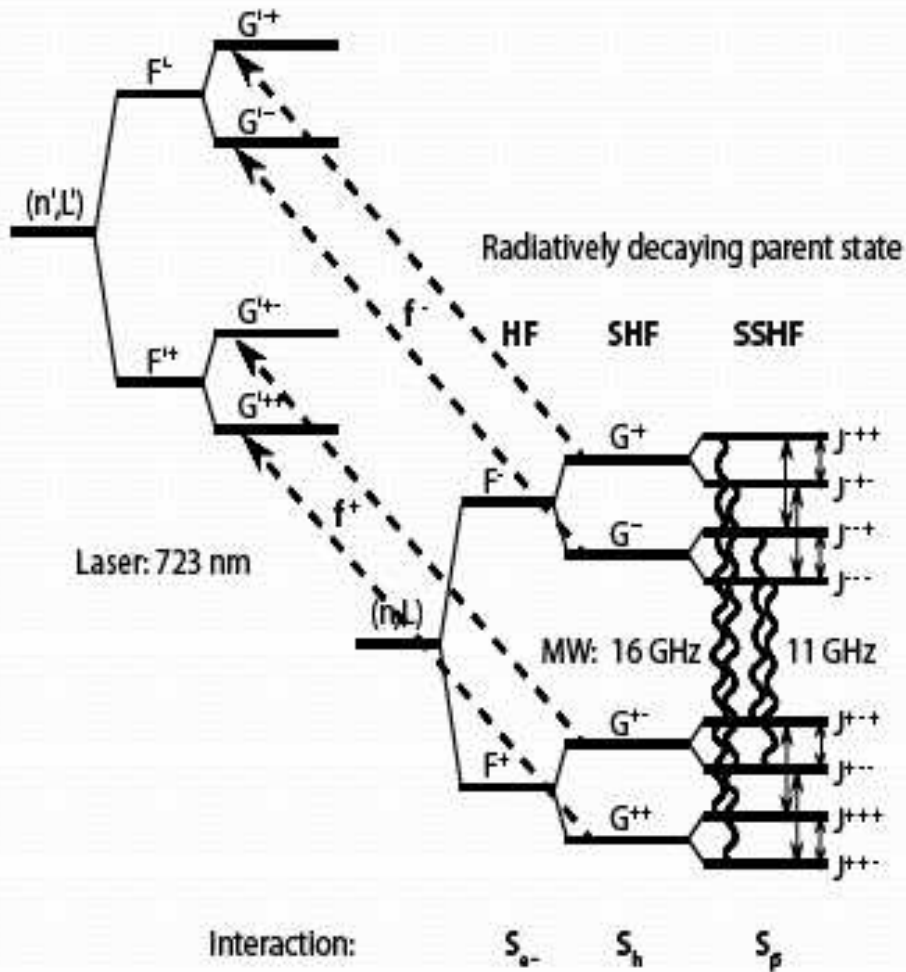 G'⁻⁺
F'⁻
G'⁻⁻
(n',L')
Radiatively decaying parent state
G'⁺⁻
f⁻
HF SHF SSHF
F'⁺
G'⁺⁺
G⁻⁺
J⁻⁺⁺
F⁻
J⁻⁺⁻
f⁺
J⁻⁻⁺
G⁻⁻
Laser: 723 nm
J⁻⁻⁻
(n,L)
MW: 16 GHz 11 GHz
G⁺⁻
J⁺⁻⁺
F⁺
J⁺⁻⁻
G⁺⁺
J⁺⁺⁺
J⁺⁺⁻
Interaction: Sₑ₋ Sₕ Sp̄